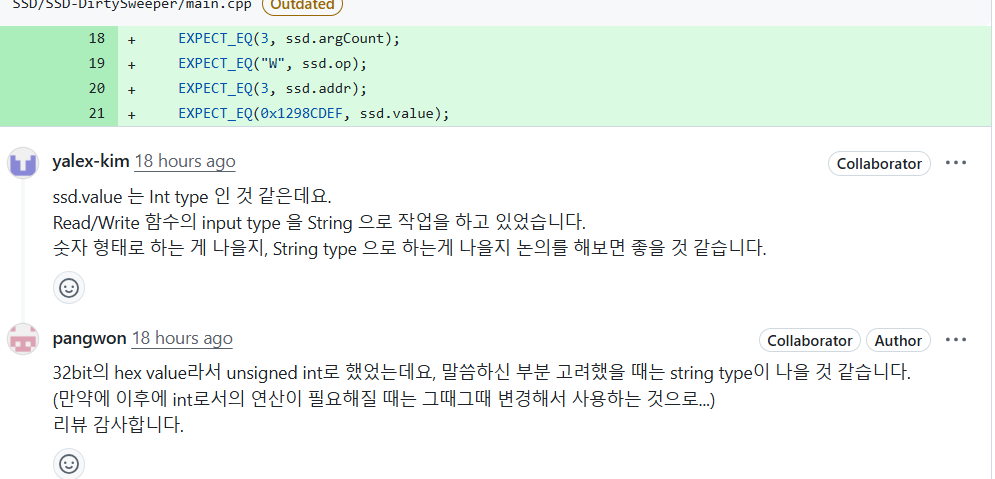 SSD/SSD-DirtySweeper/main.cpp Outdated
18 + EXPECT_EQ(3, ssd.argCount);
19 + EXPECT_EQ("W", ssd.op);
20 + EXPECT_EQ(3, ssd.addr);
21 + EXPECT_EQ(0x1298CDEF, ssd.value);
yalex-kim 18 hours ago Collaborator ...
ssd.value 는 Int type 인 것 같은데요.
Read/Write 함수의 input type 을 String 으로 작업을 하고 있었습니다.
숫자 형태로 하는 게 나을지, String type 으로 하는게 나을지 논의를 해보면 좋을 것 같습니다.
pangwon 18 hours ago Collaborator Author ...
32bit의 hex value라서 unsigned int로 했었는데요, 말씀하신 부분 고려했을 때는 string type이 나을 것 같습니다.
(만약에 이후에 int로서의 연산이 필요해질 때는 그때그때 변경해서 사용하는 것으로...)
리뷰 감사합니다.